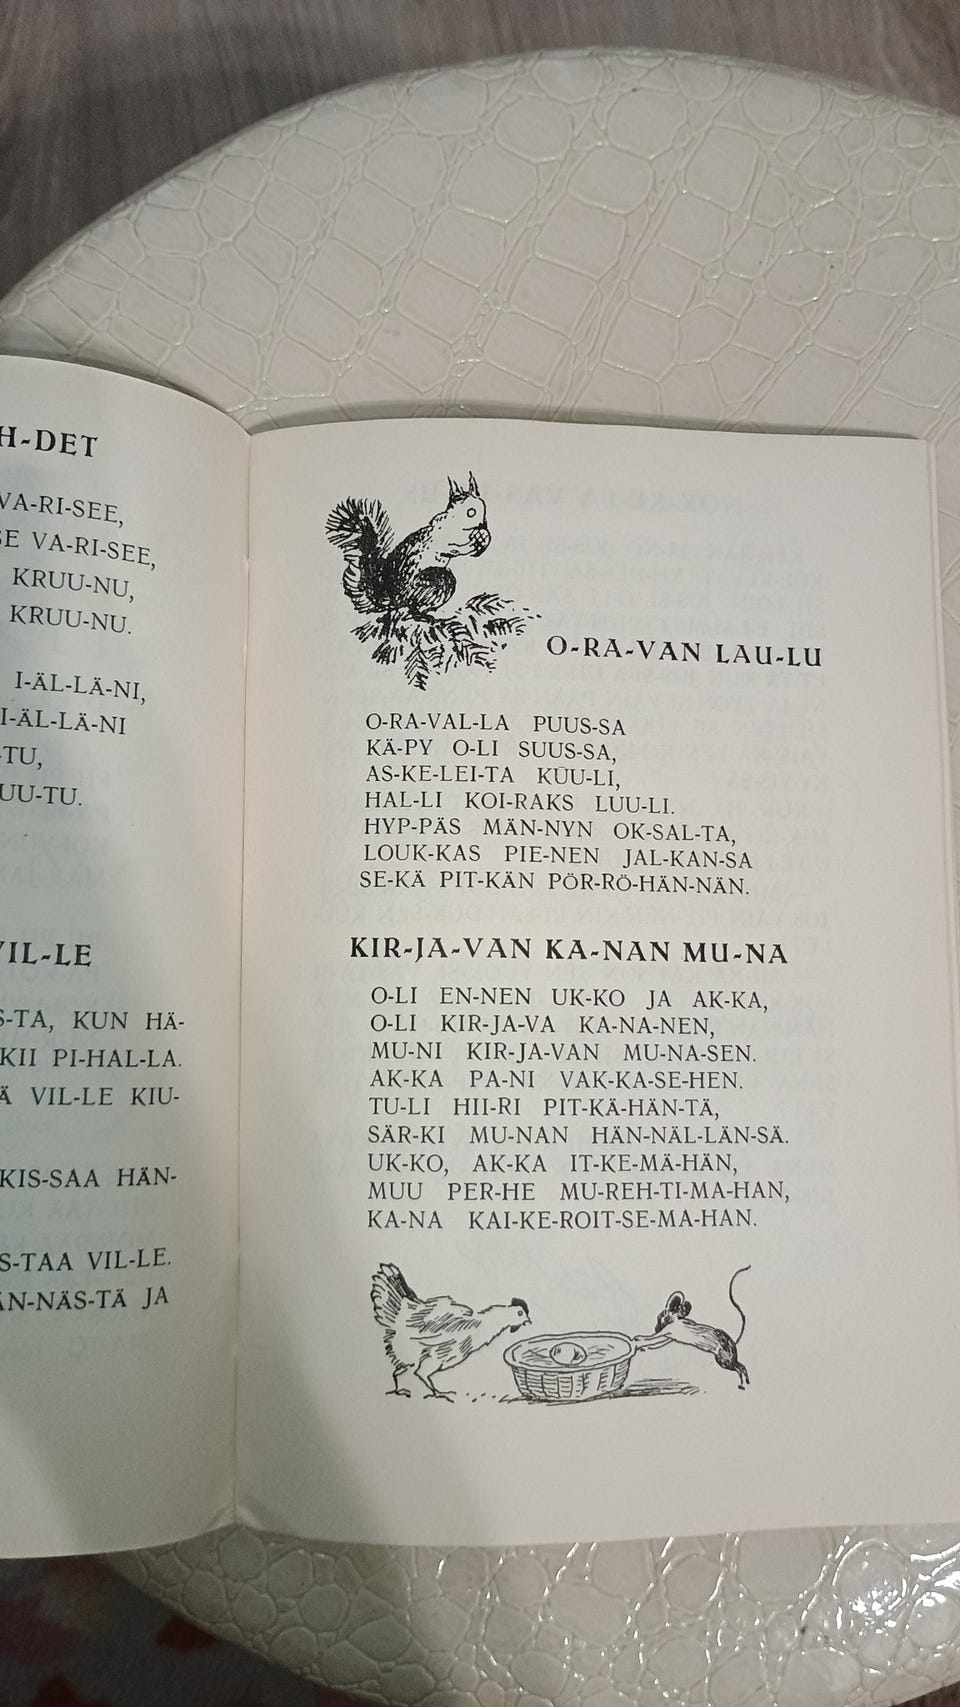 H-DET
VA-RI-SEE,
SE VA-RI-SEE,
KRUU-NU,
KRUU-NU.
I-ÄL-LÄ-NI,
I-ÄL-LÄ-NI
-TU,
UU-TU.
VIL-LE
S-TA, KUN HÄ-
KII PI-HAL-LA.
Ä VIL-LE KIU-
KIS-SAA HÄN-
S-TAA VIL-LE.
ÄN-NÄS-TÄ JA
O-RA-VAN LAU-LU
O-RA-VAL-LA PUUS-SA
KÄ-PY O-LI SUUS-SA,
AS-KE-LEI-TA KUU-LI,
HAL-LI KOI-RAKS LUU-LI.
HYP-PÄS MÄN-NYN OK-SAL-TA,
LOUK-KAS PIE-NEN JAL-KAN-SA
SE-KÄ PIT-KÄN PÖR-RÖ-HÄN-NÄN.
KIR-JA-VAN KA-NAN MU-NA
O-LI EN-NEN UK-KO JA AK-KA,
O-LI KIR-JA-VA KA-NA-NEN,
MU-NI KIR-JA-VAN MU-NA-SEN.
AK-KA PA-NI VAK-KA-SE-HEN.
TU-LI HII-RI PIT-KÄ-HÄN-TÄ,
SÄR-KI MU-NAN HÄN-NÄL-LÄN-SÄ.
UK-KO, AK-KA IT-KE-MÄ-HÄN,
MUU PER-HE MU-REH-TI-MA-HAN,
KA-NA KAI-KE-ROIT-SE-MA-HAN.